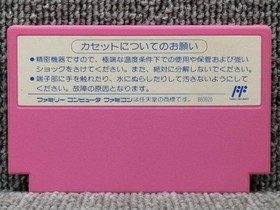 カセットについてのお願い
●精密機器ですので、極端な温度条件下での使用や保管および強い
ショックをさけてください。また、絶対に分解しないでください。
●端子部に手を触れたり、水にぬらしたりして汚さないようにして
ください。故障の原因となります。
ファミリーコンピュータ・ファミコンは任天堂の商標です。